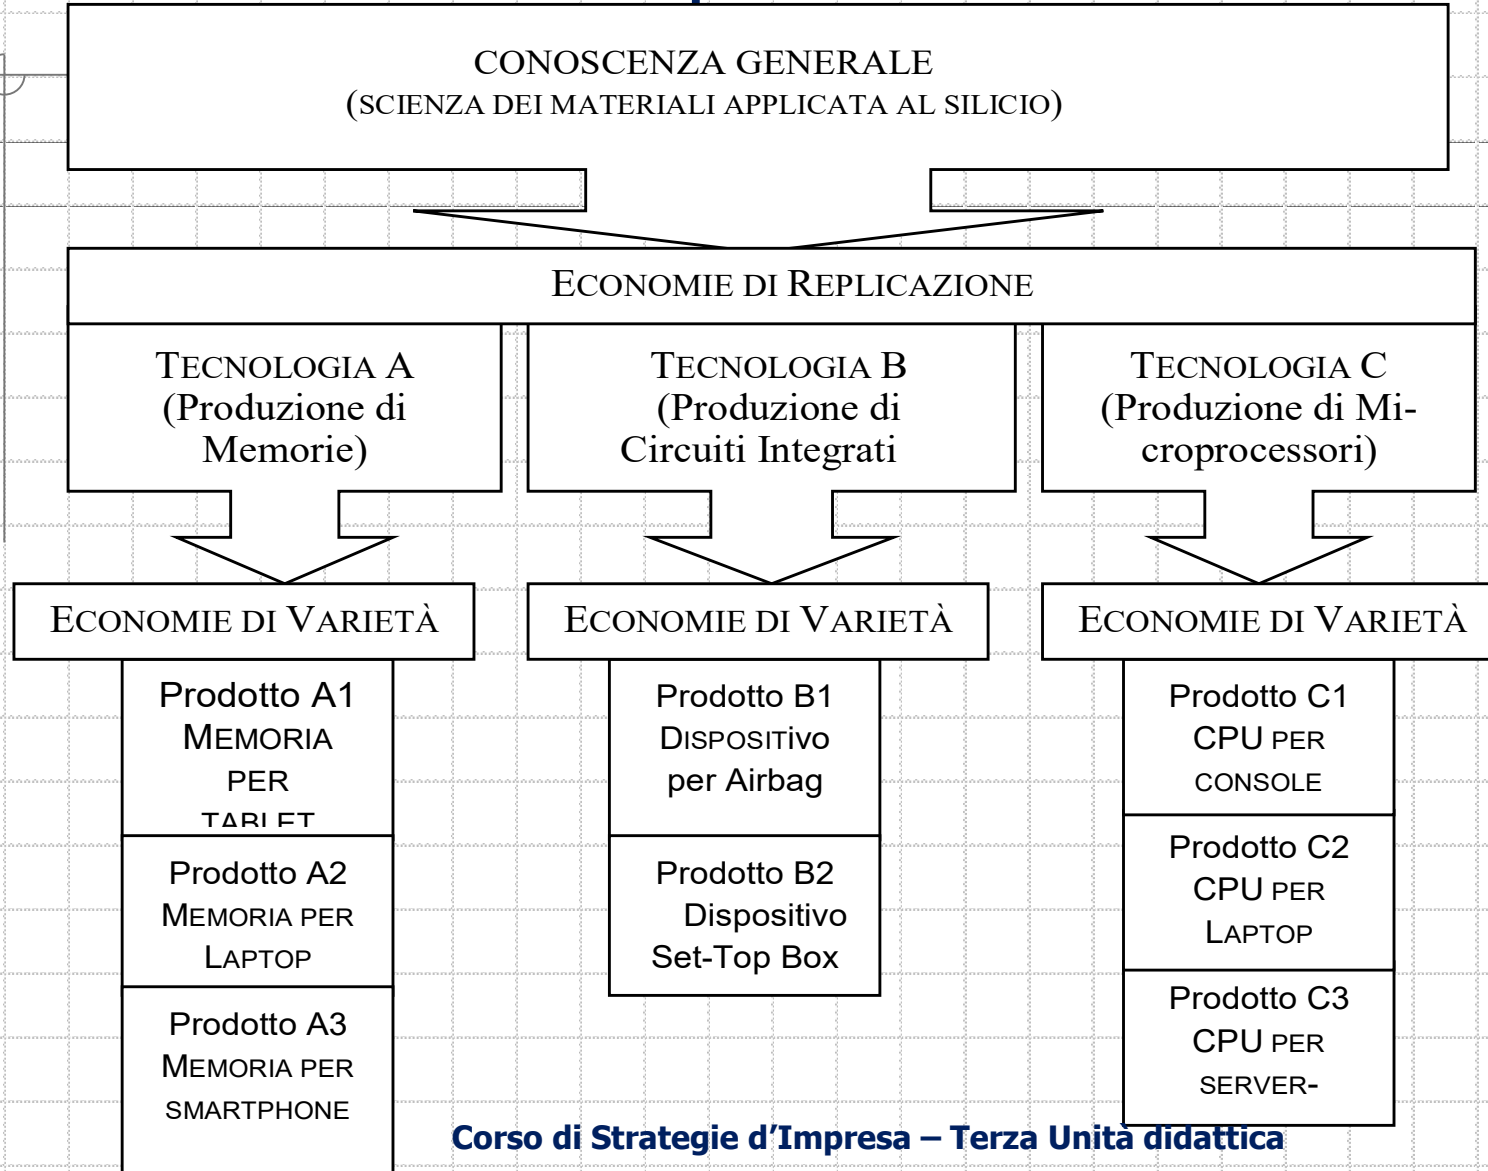 CONOSCENZA GENERALE
(SCIENZA DEI MATERIALI APPLICATA AL SILICIO)
ECONOMIE DI REPLICAZIONE
TECNOLOGIA A
(Produzione di
Memorie)
TECNOLOGIA B
(Produzione di
Circuiti Integrati
TECNOLOGIA C
(Produzione di Mi-
croprocessori)
ECONOMIE DI VARIETÀ
ECONOMIE DI VARIETÀ
ECONOMIE DI VARIETÀ
Prodotto A1
MEMORIA
PER
TABLET
Prodotto A2
MEMORIA PER
LAPTOP
Prodotto A3
MEMORIA PER
SMARTPHONE
Prodotto B1
DISPOSITivo
per Airbag
Prodotto B2
Dispositivo
Set-Top Box
Prodotto C1
CPU PER
CONSOLE
Prodotto C2
CPU PER
LAPTOP
Prodotto C3
CPU PER
SERVER-
Corso di Strategie d’Impresa – Terza Unità didattica